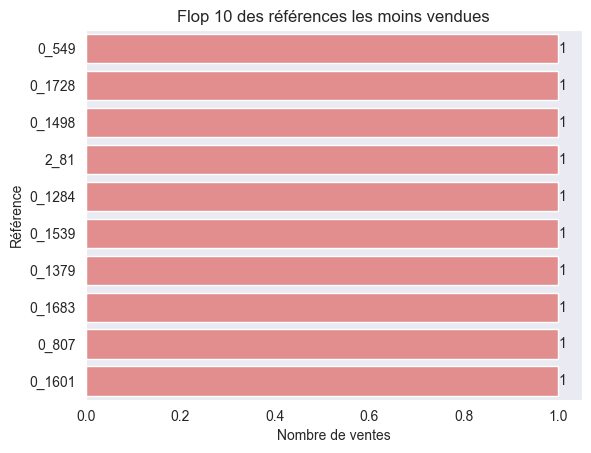 Flop 10 des références les moins vendues
Référence
0_549 1
0_1728 1
0_1498 1
2_81 1
0_1284 1
0_1539 1
0_1379 1
0_1683 1
0_807 1
0_1601 1
0.0 0.2 0.4 0.6 0.8 1.0
Nombre de ventes